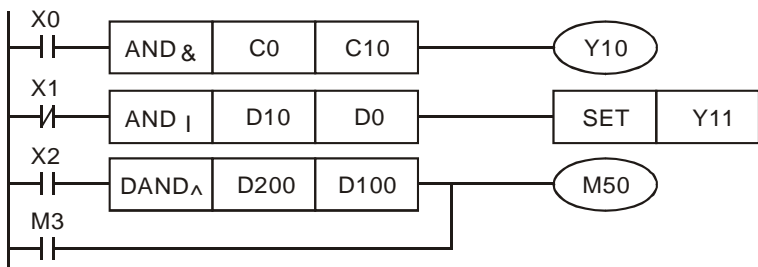 X0
AND & C0 C10 Y10
X1
AND | D10 D0 SET Y11
X2
DAND^ D200 D100 M50
M3